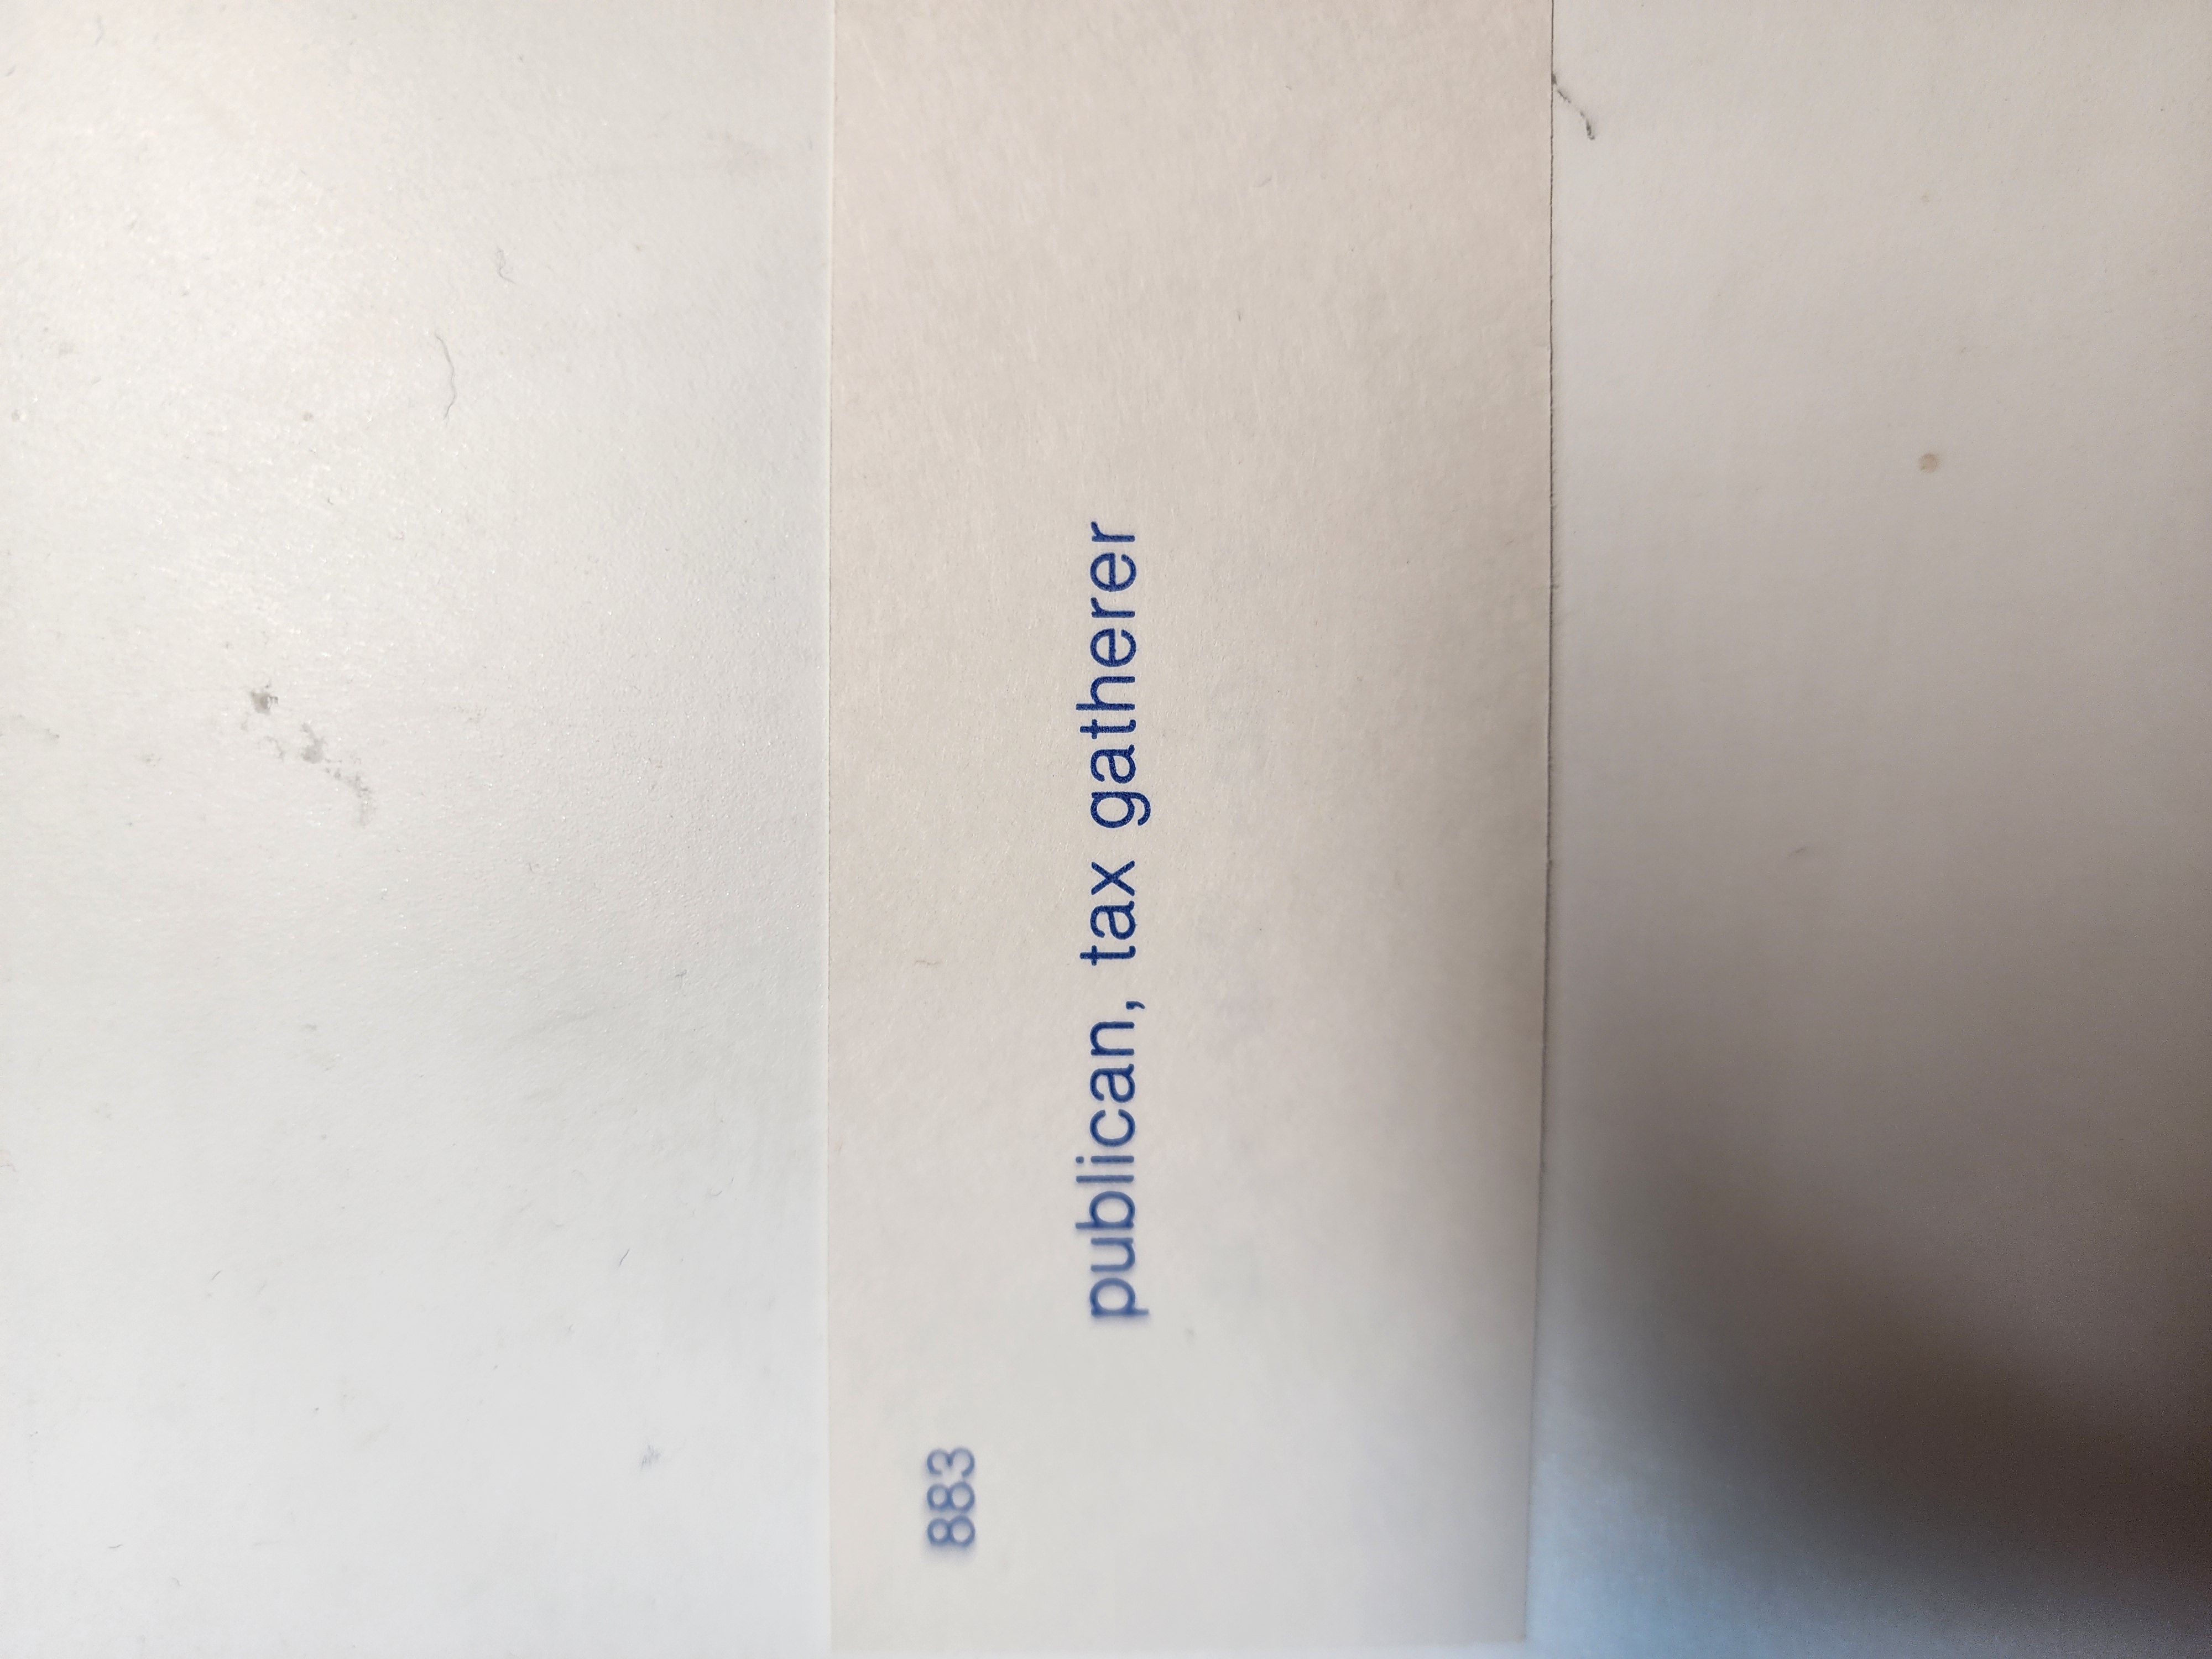 883
publican, tax gatherer